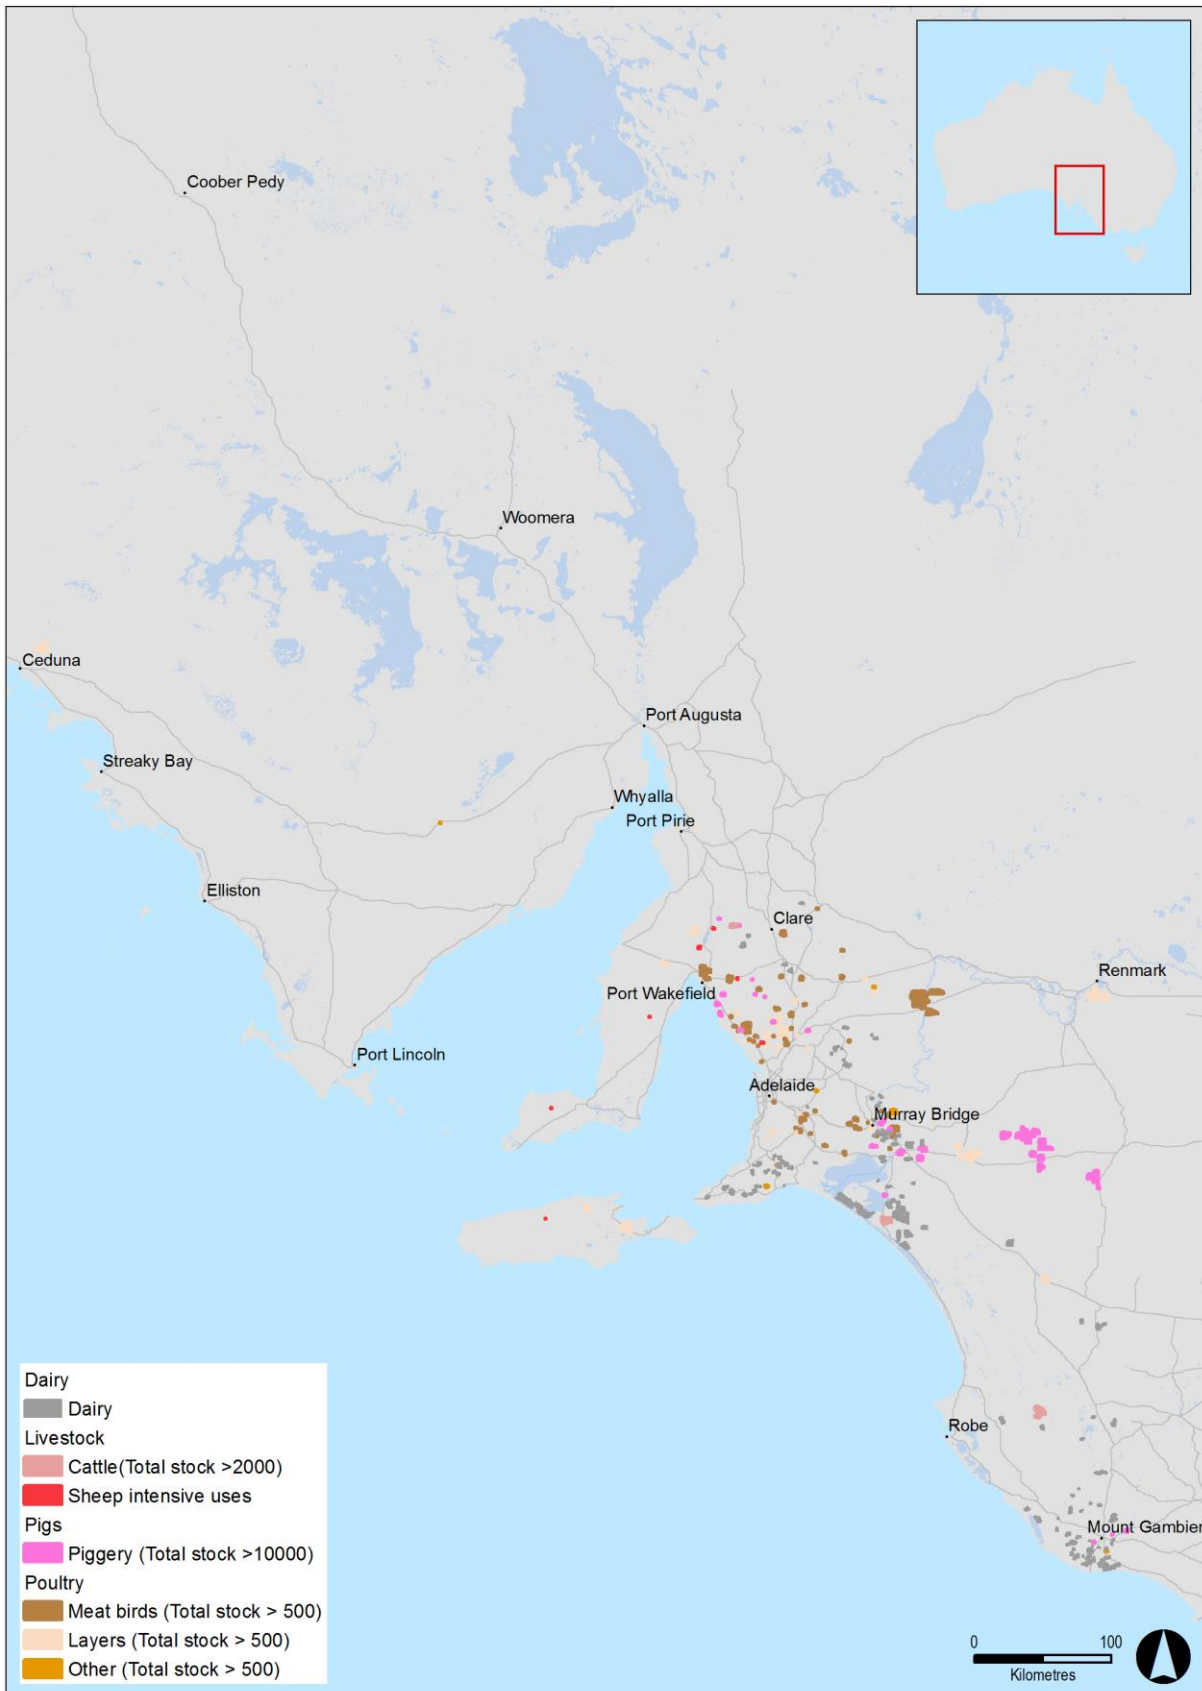 Coober Pedy
Woomera
Ceduna
Port Augusta
Streaky Bay
Whyalla
Port Pirie
Elliston
Clare
Renmark
Port Wakefield
Port Lincoln
Adelaide
Murray Bridge
Robe
Mount Gambier
Dairy
Dairy
Livestock
Cattle(Total stock >2000)
Sheep intensive uses
Pigs
Piggery (Total stock >10000)
Poultry
Meat birds (Total stock > 500)
Layers (Total stock > 500)
Other (Total stock > 500)
0 100
Kilometres